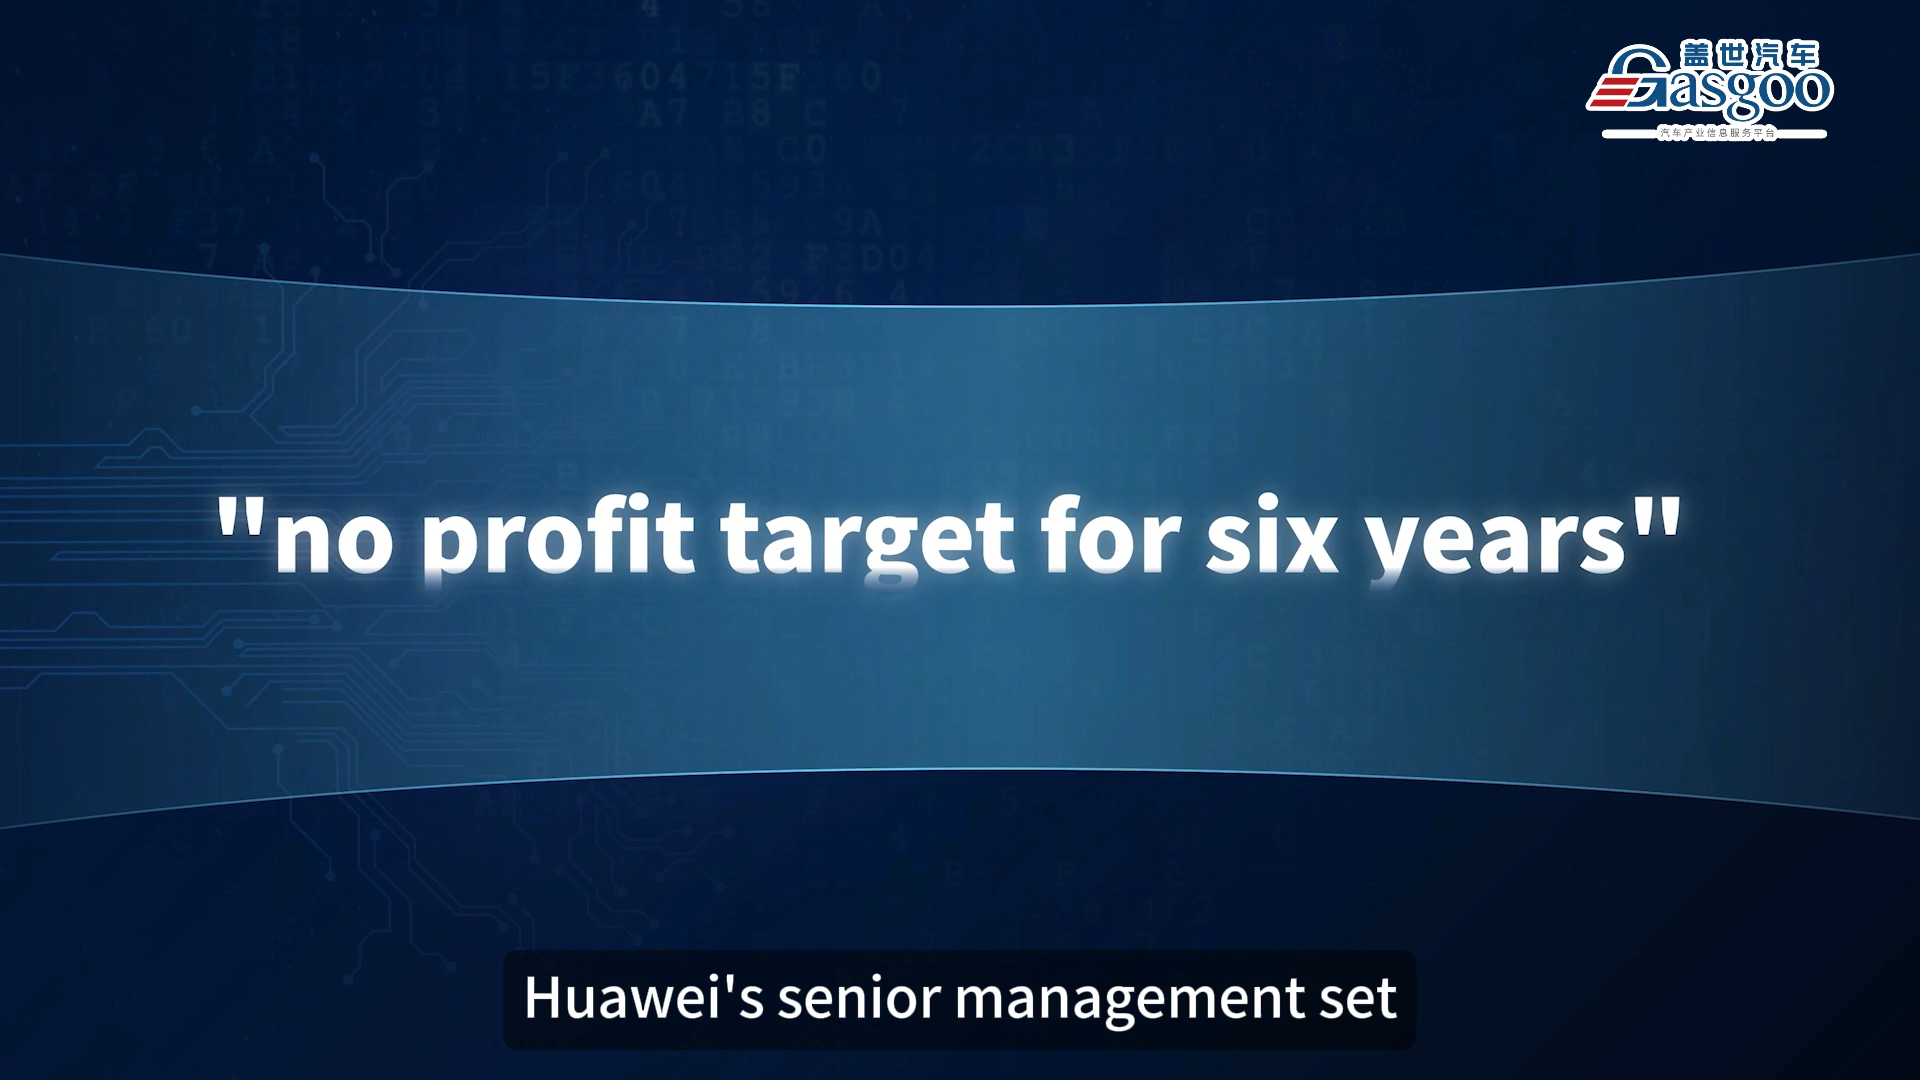 盖世汽车
Gasgoo
汽车产业信息服务平台
"no profit target for six years"
Huawei's senior management set